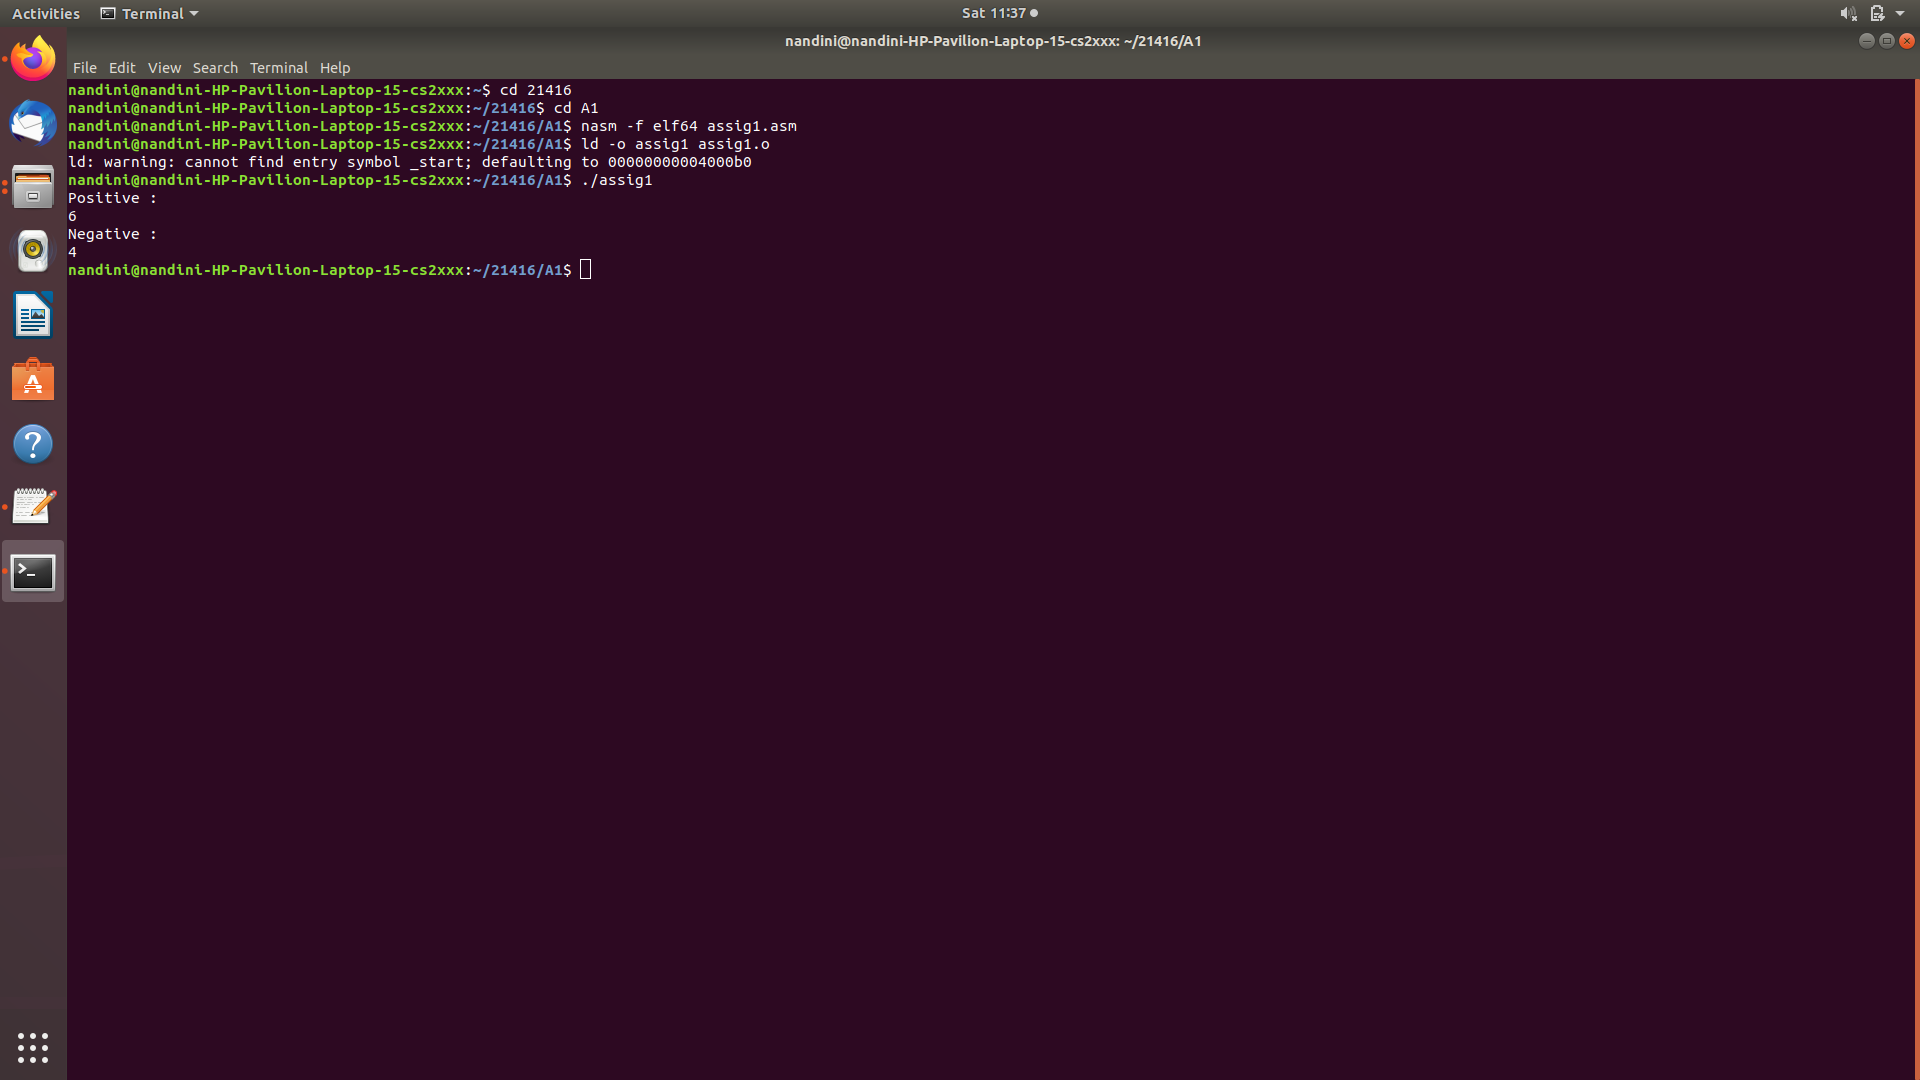 Activities Terminal Sat 11:37
nandini@nandini-HP-Pavilion-Laptop-15-cs2xxx: ~/21416/A1
File Edit View Search Terminal Help
nandini@nandini-HP-Pavilion-Laptop-15-cs2xxx:~$ cd 21416
nandini@nandini-HP-Pavilion-Laptop-15-cs2xxx:~/21416$ cd A1
nandini@nandini-HP-Pavilion-Laptop-15-cs2xxx:~/21416/A1$ nasm -f elf64 assig1.asm
nandini@nandini-HP-Pavilion-Laptop-15-cs2xxx:~/21416/A1$ ld -o assig1 assig1.o
ld: warning: cannot find entry symbol _start; defaulting to 00000000004000b0
nandini@nandini-HP-Pavilion-Laptop-15-cs2xxx:~/21416/A1$ ./assig1
Positive :
6
Negative :
4
nandini@nandini-HP-Pavilion-Laptop-15-cs2xxx:~/21416/A1$